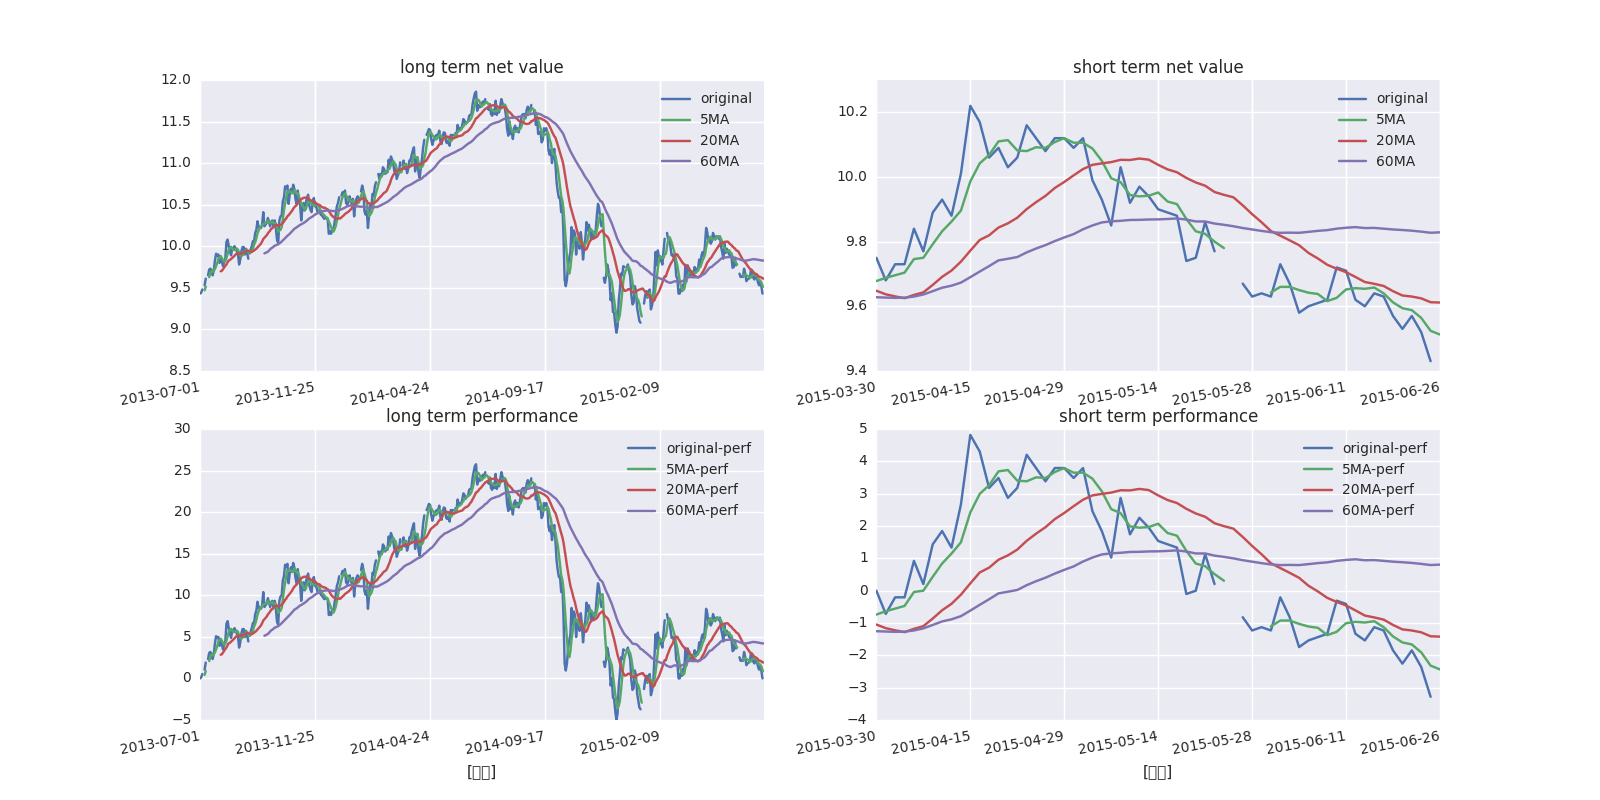 long term net value
12.0
11.5
11.0
10.5
10.0
9.5
9.0
8.5
original
5MA
20MA
60MA
2013-07-01 2013-11-25 2014-04-24 2014-09-17 2015-02-09
short term net value
10.2
10.0
9.8
9.6
9.4
original
5MA
20MA
60MA
2015-03-30 2015-04-15 2015-04-29 2015-05-14 2015-05-28 2015-06-11 2015-06-26
long term performance
30
25
20
15
10
5
0
−5
original-perf
5MA-perf
20MA-perf
60MA-perf
2013-07-01 2013-11-25 2014-04-24 2014-09-17 2015-02-09
short term performance
5
4
3
2
1
0
−1
−2
−3
−4
original-perf
5MA-perf
20MA-perf
60MA-perf
2015-03-30 2015-04-15 2015-04-29 2015-05-14 2015-05-28 2015-06-11 2015-06-26